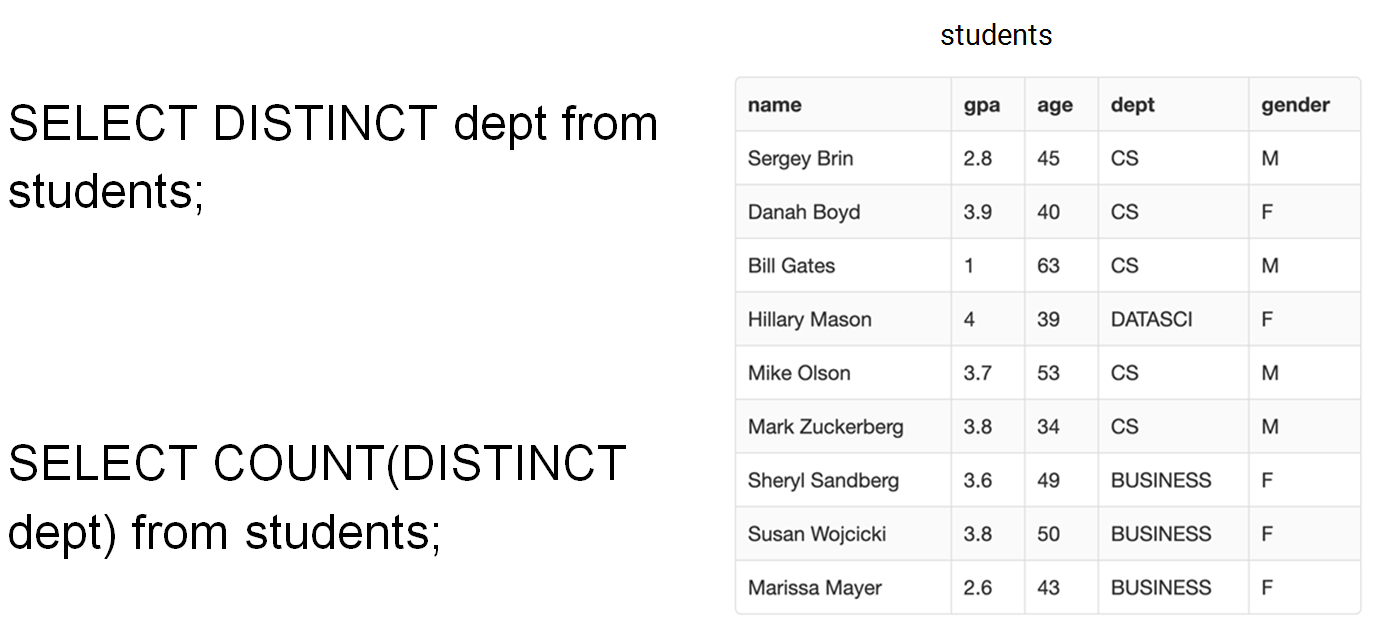 students
SELECT DISTINCT dept from
students;
SELECT COUNT(DISTINCT
dept) from students;
name gpa age dept gender
Sergey Brin 2.8 45 CS M
Danah Boyd 3.9 40 CS F
Bill Gates 1 63 CS M
Hillary Mason 4 39 DATASCI F
Mike Olson 3.7 53 CS M
Mark Zuckerberg 3.8 34 CS M
Sheryl Sandberg 3.6 49 BUSINESS F
Susan Wojcicki 3.8 50 BUSINESS F
Marissa Mayer 2.6 43 BUSINESS F